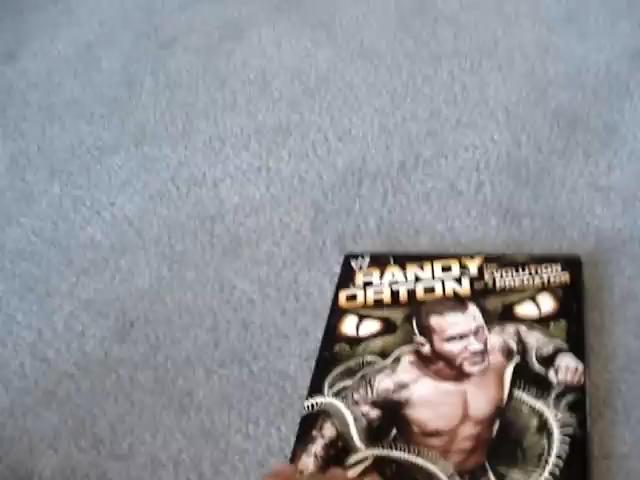 W
RANDY
ORTON
THE
EVOLUTION
OF A PREDATOR